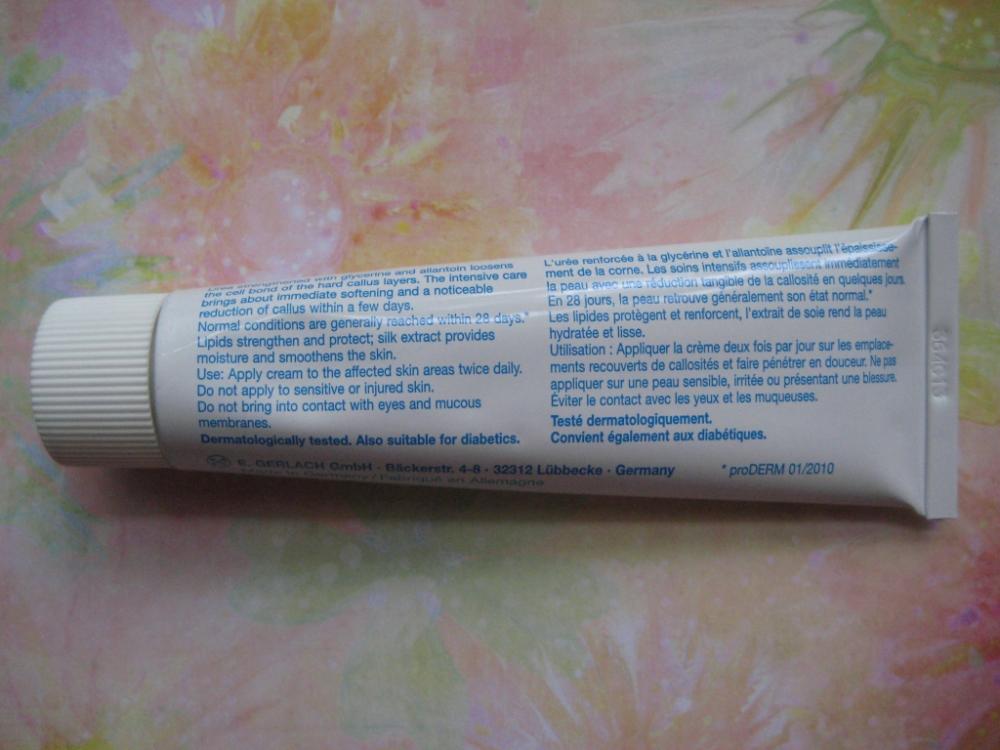 Urea strengthened with glycerine and allantoin loosens
the cell bond of the hard callus layers. The intensive care
brings about immediate softening and a noticeable
reduction of callus within a few days.
Normal conditions are generally reached within 28 days.*
Lipids strengthen and protect; silk extract provides
moisture and smoothens the skin.
Use: Apply cream to the affected skin areas twice daily.
Do not apply to sensitive or injured skin.
Do not bring into contact with eyes and mucous
membranes.
Dermatologically tested. Also suitable for diabetics.
L'urée renforcée à la glycérine et l'allantoïne assouplit l'épaississe-
ment de la corne. Les soins intensifs assouplissent immédiatement
la peau avec une réduction tangible de la callosité en quelques jours.
En 28 jours, la peau retrouve généralement son état normal.*
Les lipides protègent et renforcent, l'extrait de soie rend la peau
hydratée et lisse.
Utilisation : Appliquer la crème deux fois par jour sur les emplace-
ments recouverts de callosités et faire pénétrer en douceur. Ne pas
appliquer sur une peau sensible, irritée ou présentant une blessure.
Éviter le contact avec les yeux et les muqueuses.
Testé dermatologiquement.
Convient également aux diabétiques.
E. GERLACH GmbH · Bäckerstr. 4-8 · 32312 Lübbecke · Germany
* proDERM 01/2010
Made in Germany / Fabriqué en Allemagne